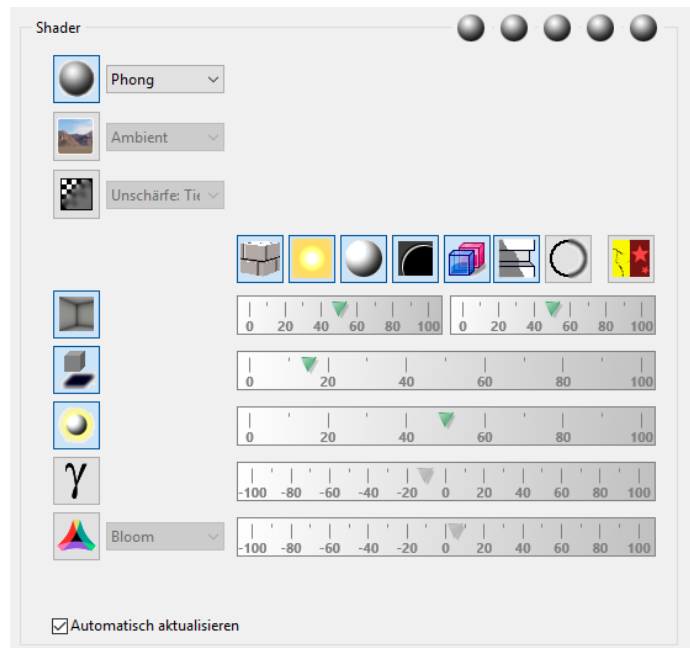 Shader
Phong
Ambient
Unschärfe: Tie
0 20 40 60 80 100 0 20 40 60 80 100
0 20 40 60 80 100
0 20 40 60 80 100
γ
-100 -80 -60 -40 -20 0 20 40 60 80 100
Bloom
-100 -80 -60 -40 -20 0 20 40 60 80 100
Automatisch aktualisieren